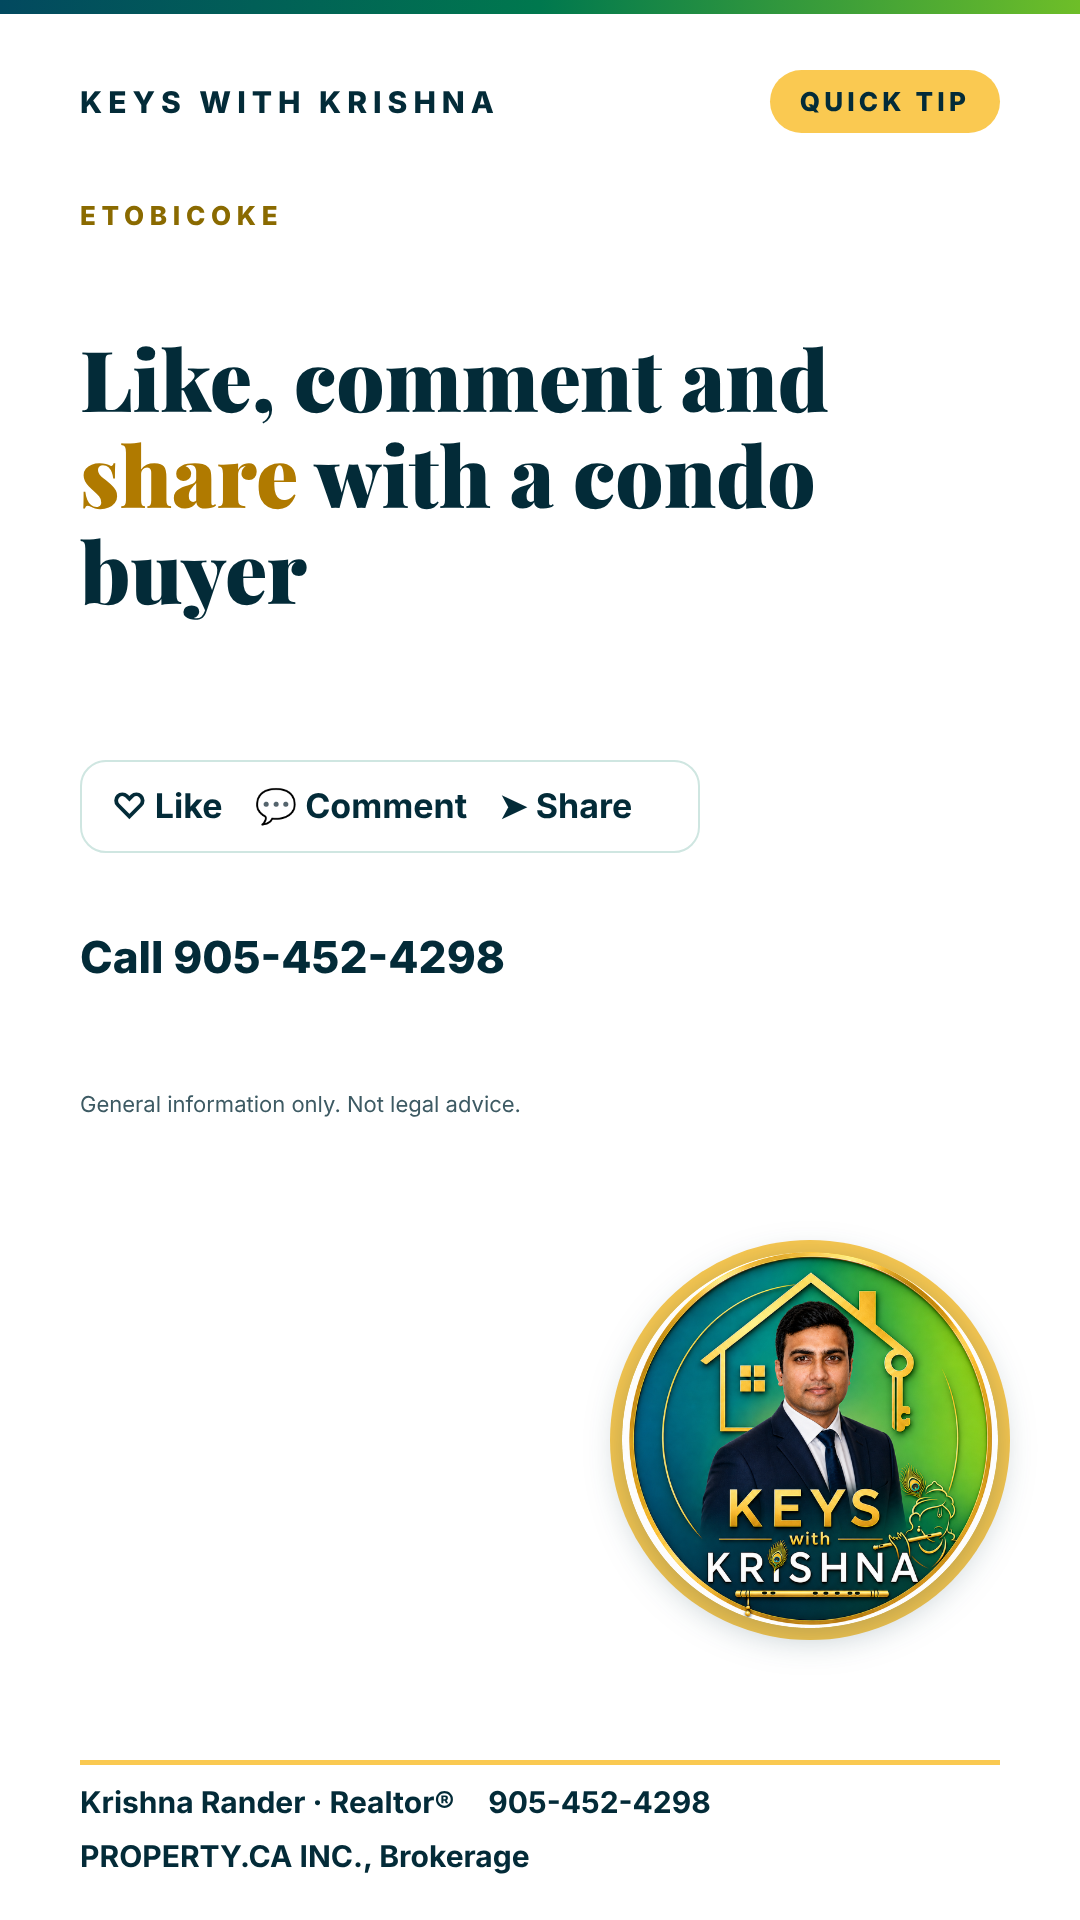 KEYS WITH KRISHNA
QUICK TIP
ETOBICOKE
Like, comment and
share with a condo
buyer
♡ Like 💬 Comment ➤ Share
Call 905-452-4298
General information only. Not legal advice.
KEYS
with
KRISHNA
Krishna Rander · Realtor® 905-452-4298
PROPERTY.CA INC., Brokerage